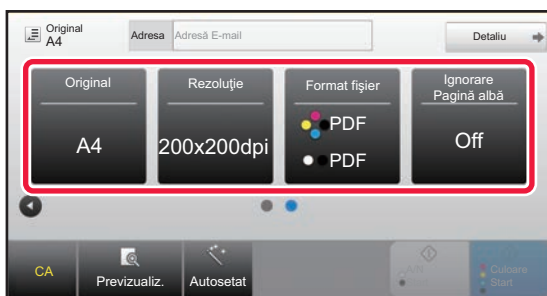 Original
A4
Adresa
Adresă E-mail
Detaliu
Original
A4
Rezoluţie
200x200dpi
Format fişier
PDF
PDF
Ignorare
Pagină albă
Off
CA
Previzualiz.
Autosetat
A/N
Start
Culoare
Start